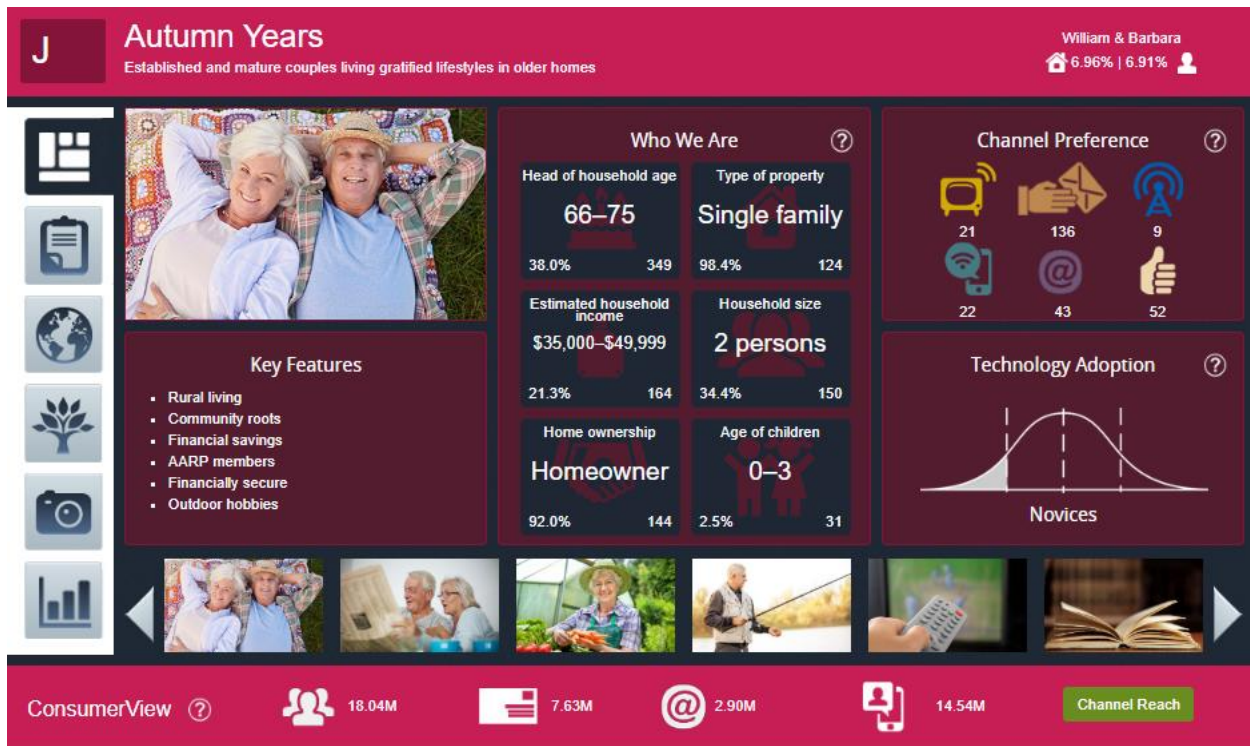 J
Autumn Years
Established and mature couples living gratified lifestyles in older homes
William & Barbara
6.96% | 6.91%
Key Features
Rural living
Community roots
Financial savings
AARP members
Financially secure
Outdoor hobbies
Who We Are ?
Head of household age
66–75
38.0% 349
Type of property
Single family
98.4% 124
Estimated household
income
$35,000–$49,999
21.3% 164
Household size
2 persons
34.4% 150
Home ownership
Homeowner
92.0% 144
Age of children
0–3
2.5% 31
Channel Preference ?
21 136 9
@
22 43 52
Technology Adoption ?
Novices
ConsumerView ? 18.04M 7.63M @ 2.90M 14.54M Channel Reach